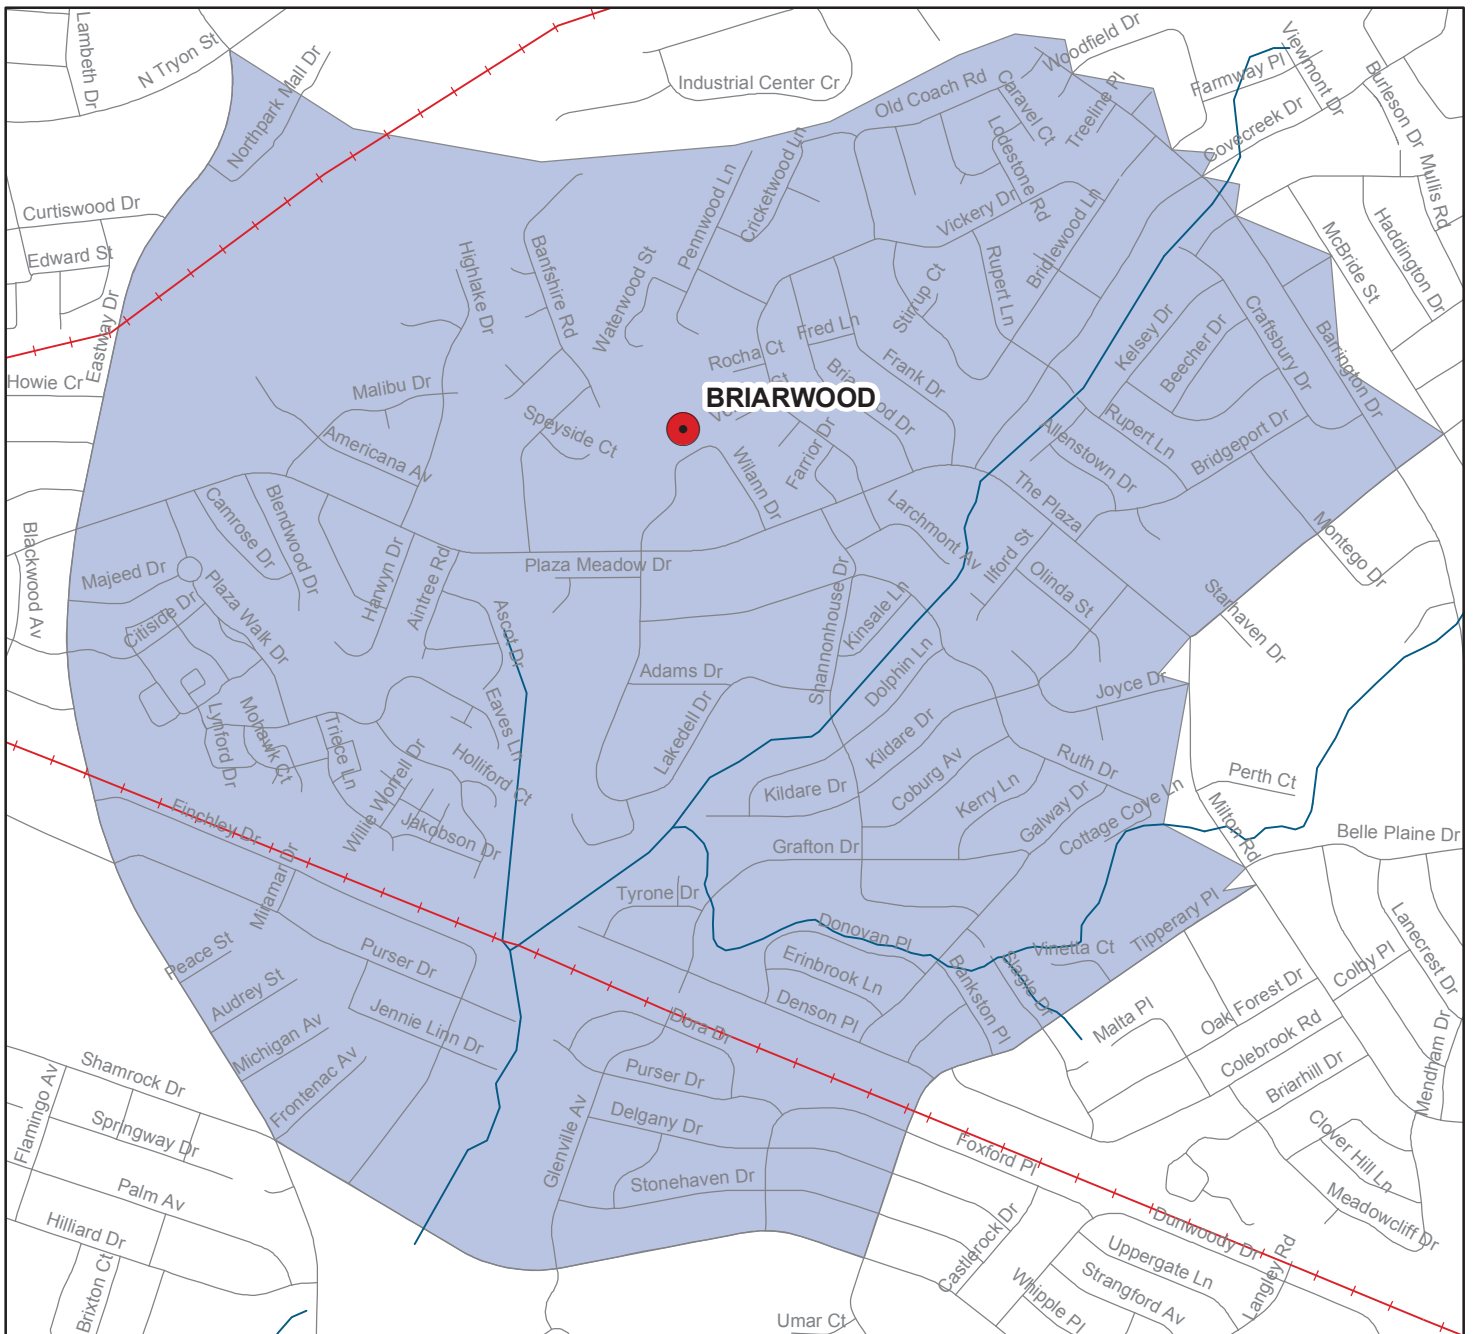 Lambeth Dr
N Tryon St
Northpark Mall Dr
Industrial Center Cr
Woodfield Dr
Viewmont Dr
Farmway Pl
Burleson Dr
Old Coach Rd
Caravel Ct
Treeline Pl
Covecreek Dr
Lodestone Rd
Mullis Rd
Curtiswood Dr
Edward St
Pennwood Ln
Cricketwood Ln
Vickery Dr
Bridlewood Ln
Haddington Dr
McBride St
Highlake Dr
Banfshire Rd
Waterwood St
Stirrup Ct
Rupert Ln
Eastway Dr
Kelsey Dr
Beecher Dr
Craftsbury Dr
Barrington Dr
Fred Ln
Rocha Ct
Frank Dr
Howie Cr
Malibu Dr
BRIARWOOD
Speyside Ct
Americana Av
Wilann Dr
Farrior Dr
Allenstown Dr
Rupert Ln
Bridgeport Dr
Camrose Dr
Blendwood Dr
The Plaza
Larchmont Av
Montego Dr
Blackwood Av
Majeed Dr
Harwyn Dr
Aintree Rd
Plaza Meadow Dr
Ilford St
Olinda St
Starhaven Dr
Citiside Dr
Plaza Walk Dr
Ascot Dr
Shannonhouse Dr
Kinsale Ln
Adams Dr
Dolphin Ln
Joyce Dr
Lynford Dr
Mohawk Ct
Triece Ln
Eaves Ln
Lakedell Dr
Kildare Dr
Willie Worrell Dr
Holliford Ct
Kildare Dr
Coburg Av
Kerry Ln
Ruth Dr
Galway Dr
Cottage Cove Ln
Perth Ct
Milton Rd
Belle Plaine Dr
Finchley Dr
Jakobson Dr
Grafton Dr
Miramar Dr
Tyrone Dr
Donovan Pl
Vinetta Ct
Tipperary Pl
Lanecrest Dr
Colby Pl
Peace St
Purser Dr
Erinbrook Ln
Bankston Pl
Slagle Dr
Audrey St
Denson Pl
Oak Forest Dr
Malta Pl
Jennie Linn Dr
Dora Dr
Colebrook Rd
Michigan Av
Purser Dr
Briarhill Dr
Mendham Dr
Shamrock Dr
Frontenac Av
Flamingo Av
Springway Dr
Delgany Dr
Glenville Av
Foxford Pl
Clover Hill Ln
Stonehaven Dr
Palm Av
Meadowcliff Dr
Hilliard Dr
Dunwoody Dr
Castlerock Dr
Uppergate Ln
Langley Rd
Brixton Ct
Whipple Pl
Strangford Av
Umar Ct